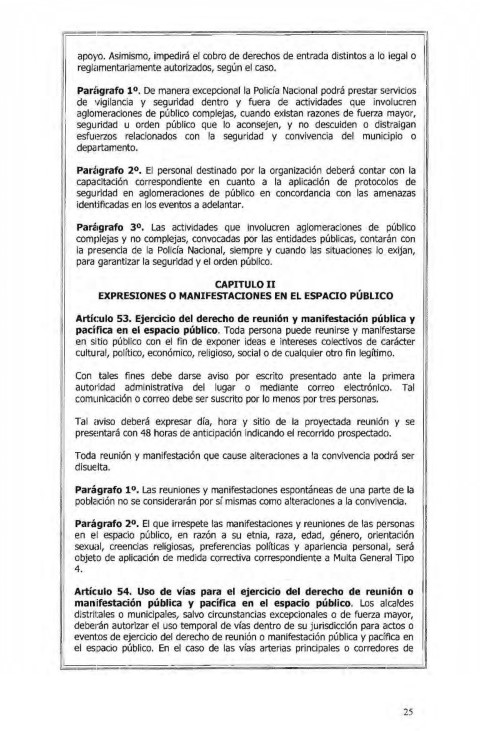 apoyo. Asimismo, impedirá el cobro de derechos de entrada distintos a lo legal o
reglamentariamente autorizados, según el caso.
Parágrafo 1º. De manera excepcional la Policía Nacional podrá prestar servicios
de vigilancia y seguridad dentro y fuera de actividades que involucren
aglomeraciones de público complejas, cuando existan razones de fuerza mayor,
seguridad u orden público que lo aconsejen, y no descuiden o distraigan
esfuerzos relacionados con la seguridad y convivencia del municipio o
departamento.
Parágrafo 2º. El personal destinado por la organización deberá contar con la
capacitación correspondiente en cuanto a la aplicación de protocolos de
seguridad en aglomeraciones de público en concordancia con las amenazas
identificadas en los eventos a adelantar.
Parágrafo 3º. Las actividades que involucren aglomeraciones de público
complejas y no complejas, convocadas por las entidades públicas, contarán con
la presencia de la Policía Nacional, siempre y cuando las situaciones lo exijan,
para garantizar la seguridad y el orden público.
CAPITULO II
EXPRESIONES O MANIFESTACIONES EN EL ESPACIO PÚBLICO
Artículo 53. Ejercicio del derecho de reunión y manifestación pública y
pacífica en el espacio público. Toda persona puede reunirse y manifestarse
en sitio público con el fin de exponer ideas e intereses colectivos de carácter
cultural, político, económico, religioso, social o de cualquier otro fin legítimo.
Con tales fines debe darse aviso por escrito presentado ante la primera
autoridad administrativa del lugar o mediante correo electrónico. Tal
comunicación o correo debe ser suscrito por lo menos por tres personas.
Tal aviso deberá expresar día, hora y sitio de la proyectada reunión y se
presentará con 48 horas de anticipación indicando el recorrido prospectado.
Toda reunión y manifestación que cause alteraciones a la convivencia podrá ser
disuelta.
Parágrafo 1º. Las reuniones y manifestaciones espontáneas de una parte de la
población no se considerarán por sí mismas como alteraciones a la convivencia.
Parágrafo 2º. El que irrespete las manifestaciones y reuniones de las personas
en el espacio público, en razón a su etnia, raza, edad, género, orientación
sexual, creencias religiosas, preferencias políticas y apariencia personal, será
objeto de aplicación de medida correctiva correspondiente a Multa General Tipo
4.
Artículo 54. Uso de vías para el ejercicio del derecho de reunión o
manifestación pública y pacífica en el espacio público. Los alcaldes
distritales o municipales, salvo circunstancias excepcionales o de fuerza mayor,
deberán autorizar el uso temporal de vías dentro de su jurisdicción para actos o
eventos de ejercicio del derecho de reunión o manifestación pública y pacífica en
el espacio público. En el caso de las vías arterias principales o corredores de
25